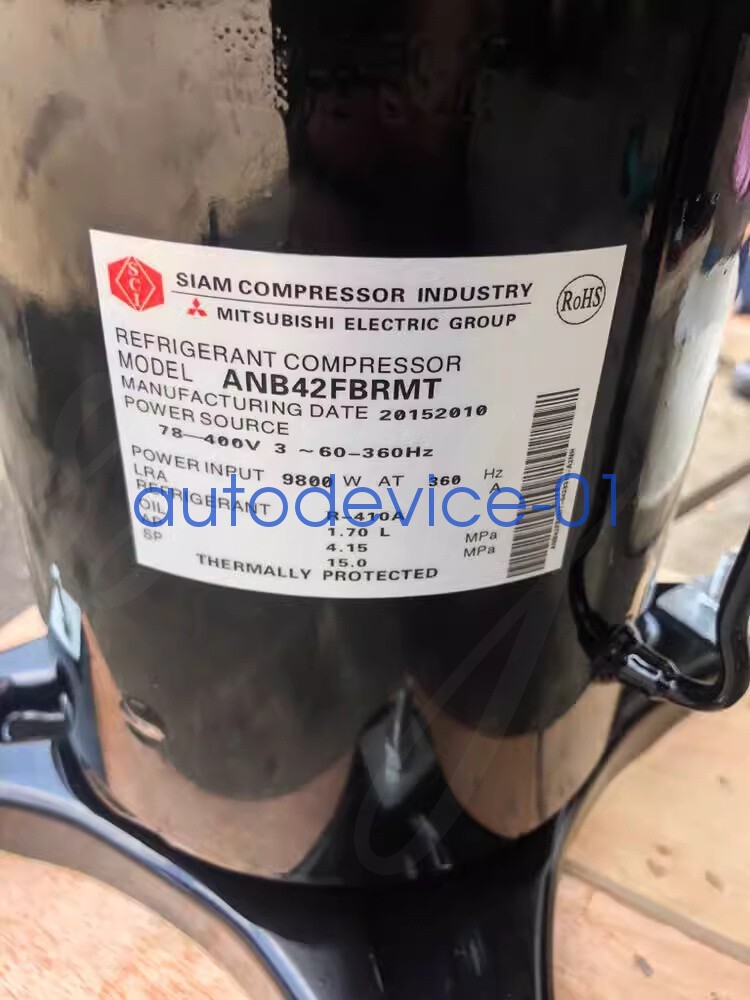 SCI
SIAM COMPRESSOR INDUSTRY
MITSUBISHI ELECTRIC GROUP
RoHS
REFRIGERANT COMPRESSOR
MODEL ANB42FBRMT
MANUFACTURING DATE 20152010
POWER SOURCE
78-400V 3 ~60-360Hz
POWER INPUT 9800 W AT 360 Hz
LRA A
REFRIGERANT R-410A
OIL 1.70 L
4.15 MPa
SP 15.0 MPa
THERMALLY PROTECTED
autodevice-01